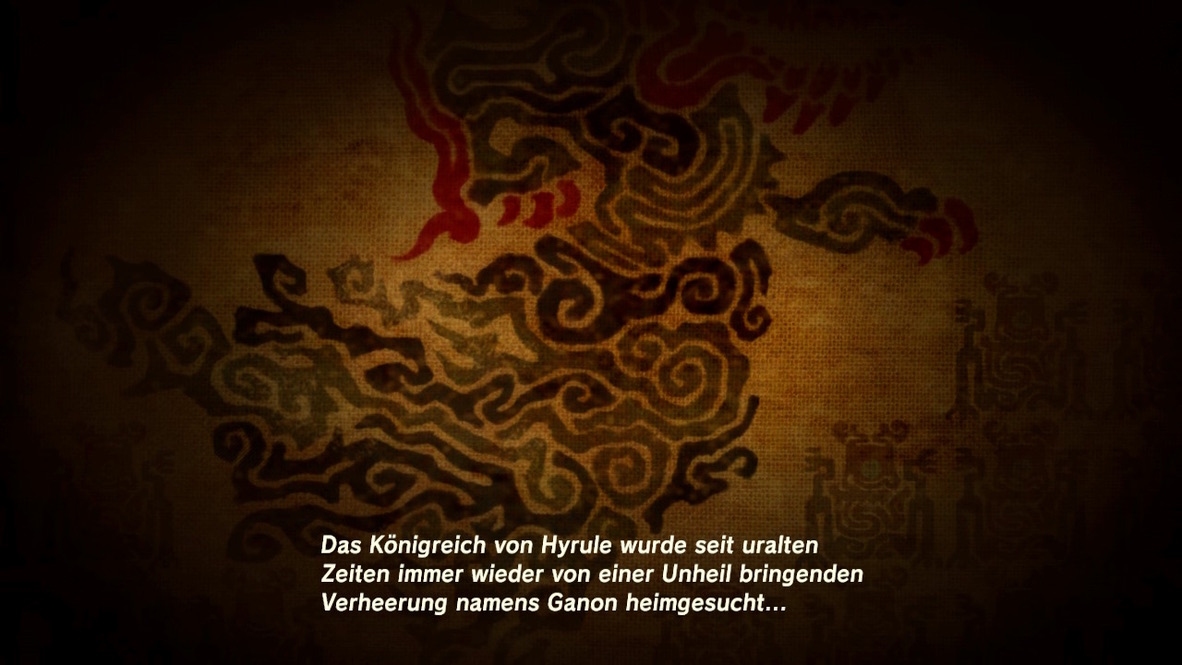 Das Königreich von Hyrule wurde seit uralten
Zeiten immer wieder von einer Unheil bringenden
Verheerung namens Ganon heimgesucht...